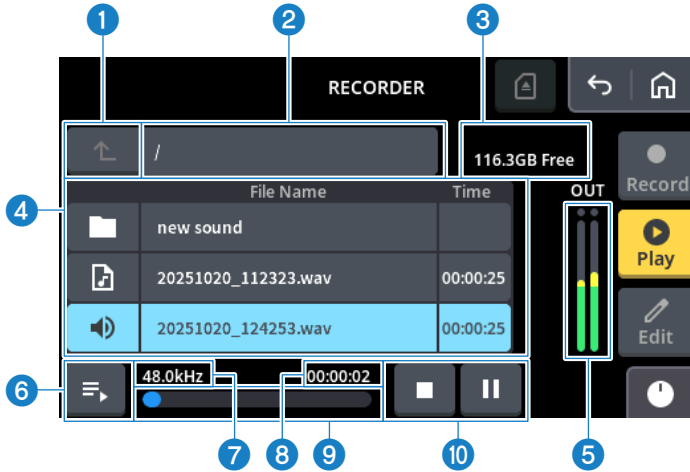 1 2 3
RECORDER
/
116.3GB Free
Record
4
File Name Time
OUT
new sound
Play
20251020_112323.wav 00:00:25
20251020_124253.wav 00:00:25
Edit
6
48.0kHz 00:00:02
7 8 9 10 5